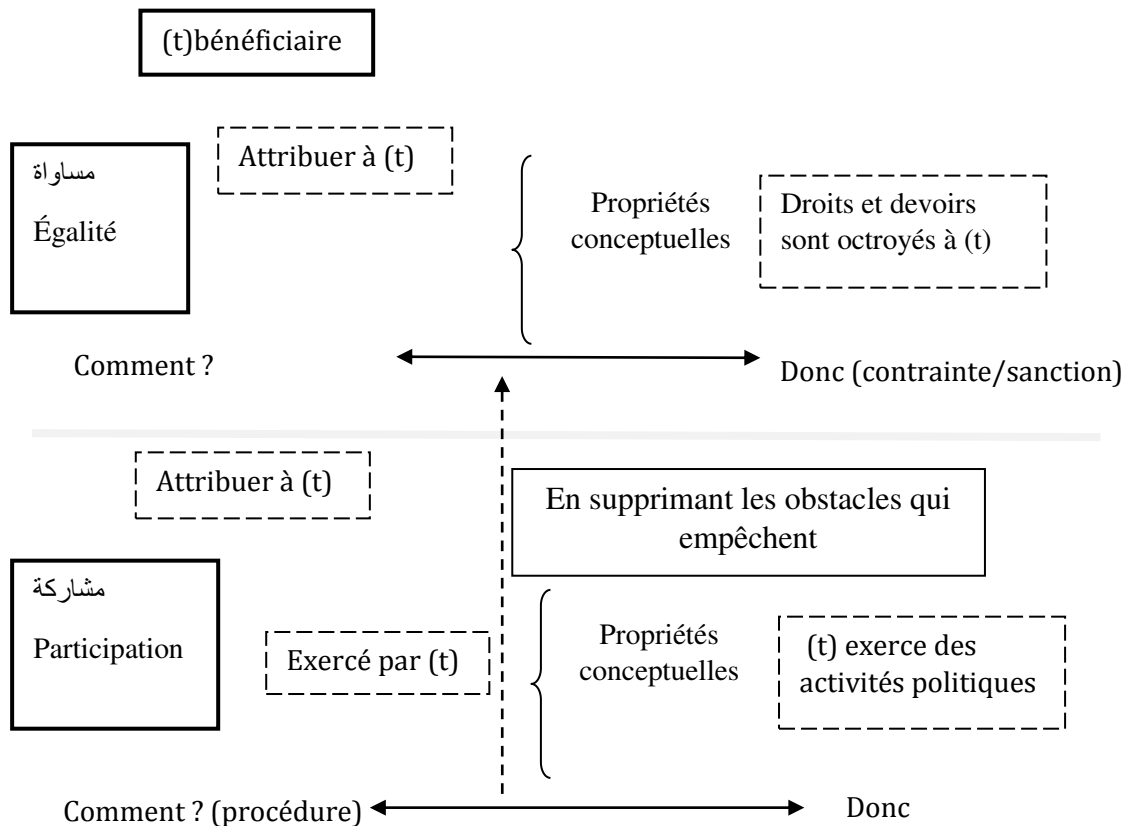 (t)bénéficiaire
Attribuer à (t)
مساواة
Égalité
Propriétés
conceptuelles
Droits et devoirs
sont octroyés à (t)
Comment ?
Donc (contrainte/sanction)
Attribuer à (t)
En supprimant les obstacles qui
empêchent
مشاركة
Participation
Exercé par (t)
Propriétés
conceptuelles
(t) exerce des
activités politiques
Comment ? (procédure)
Donc